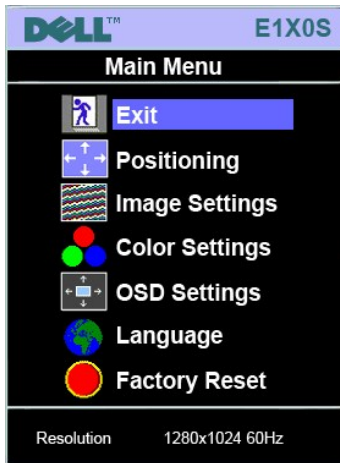 DELL™ E1X0S
Main Menu
Exit
Positioning
Image Settings
Color Settings
OSD Settings
Language
Factory Reset
Resolution 1280x1024 60Hz